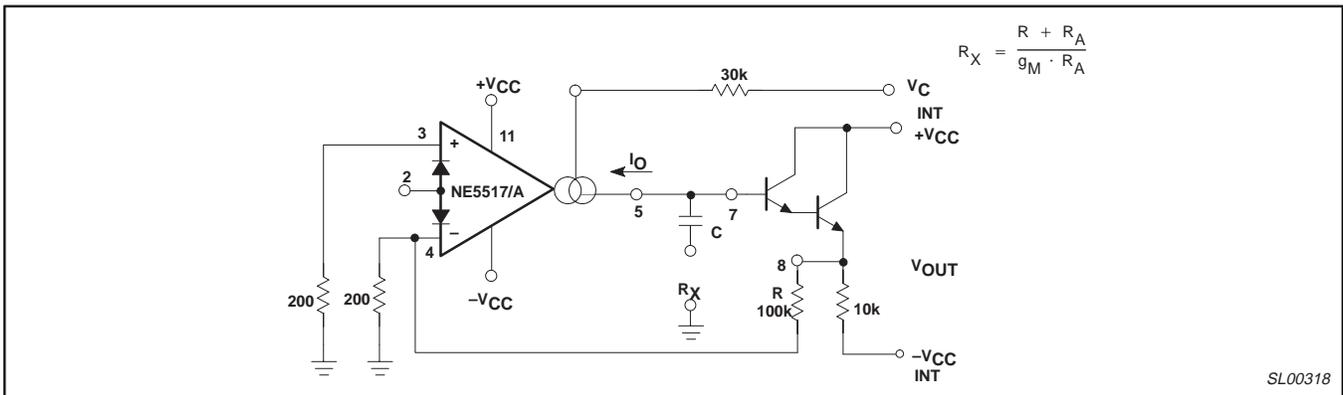 R_X = (R + R_A) / (g_M · R_A)
30k
V_C
INT
+V_CC
+V_CC
3
+
11
I_O
2
NE5517/A
5
7
C
–
4
8
V_OUT
–V_CC
R_X
R
100k
10k
200
200
–V_CC
INT
SL00318